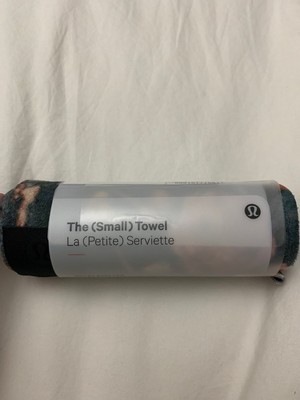 The (Small) Towel
La (Petite) Serviette